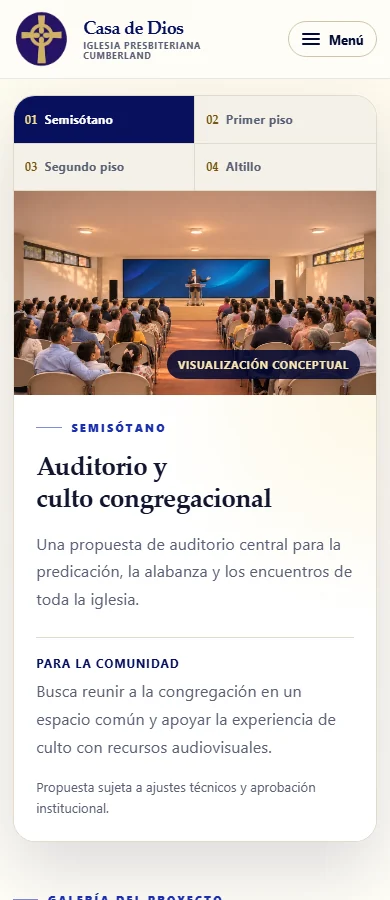 Casa de Dios
IGLESIA PRESBITERIANA
CUMBERLAND
Menú
01 Semisótano
02 Primer piso
03 Segundo piso
04 Altillo
VISUALIZACIÓN CONCEPTUAL
SEMISÓTANO
Auditorio y
culto congregacional
Una propuesta de auditorio central para la
predicación, la alabanza y los encuentros de
toda la iglesia.
PARA LA COMUNIDAD
Busca reunir a la congregación en un
espacio común y apoyar la experiencia de
culto con recursos audiovisuales.
Propuesta sujeta a ajustes técnicos y aprobación
institucional.
GALERÍA DEL PROYECTO